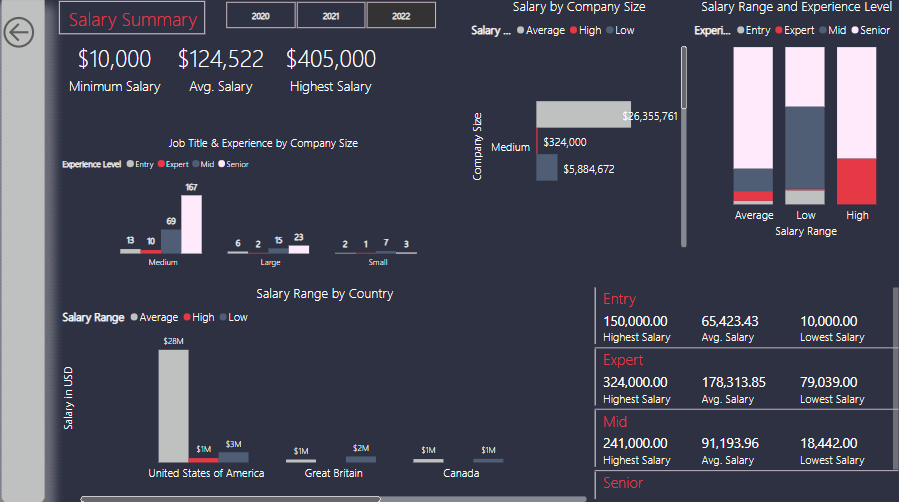 Salary Summary
2020
2021
2022
$10,000
Minimum Salary
$124,522
Avg. Salary
$405,000
Highest Salary
Salary by Company Size
Salary ... Average High Low
Company Size
Medium
$26,355,761
$324,000
$5,884,672
Salary Range and Experience Level
Experi... Entry Expert Mid Senior
Average Low High
Salary Range
Job Title & Experience by Company Size
Experience Level Entry Expert Mid Senior
13 10 69 167
6 2 15 23
2 1 7 3
Medium Large Small
Salary Range by Country
Salary Range Average High Low
Salary in USD
$28M
$1M
$3M
$1M
$2M
$1M
$1M
United States of America Great Britain Canada
Entry
150,000.00 65,423.43 10,000.00
Highest Salary Avg. Salary Lowest Salary
Expert
324,000.00 178,313.85 79,039.00
Highest Salary Avg. Salary Lowest Salary
Mid
241,000.00 91,193.96 18,442.00
Highest Salary Avg. Salary Lowest Salary
Senior